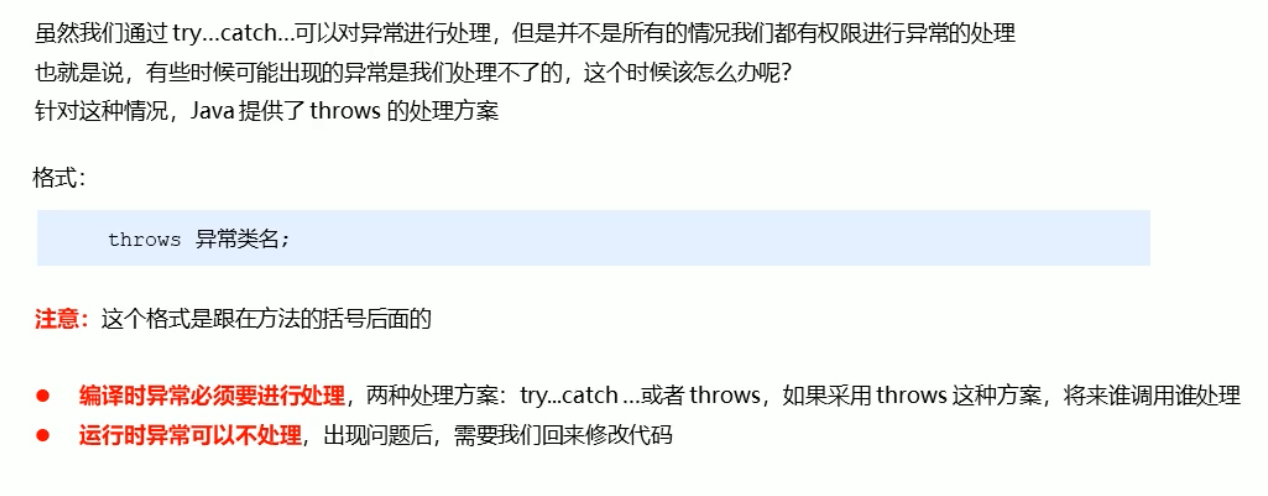 虽然我们通过 try...catch...可以对异常进行处理，但是并不是所有的情况我们都有权限进行异常的处理
也就是说，有些时候可能出现的异常是我们处理不了的，这个时候该怎么办呢？
针对这种情况，Java 提供了 throws 的处理方案
格式：
throws 异常类名;
注意：这个格式是跟在方法的括号后面的
● 编译时异常必须要进行处理，两种处理方案：try...catch ...或者 throws，如果采用 throws 这种方案，将来谁调用谁处理
● 运行时异常可以不处理，出现问题后，需要我们回来修改代码